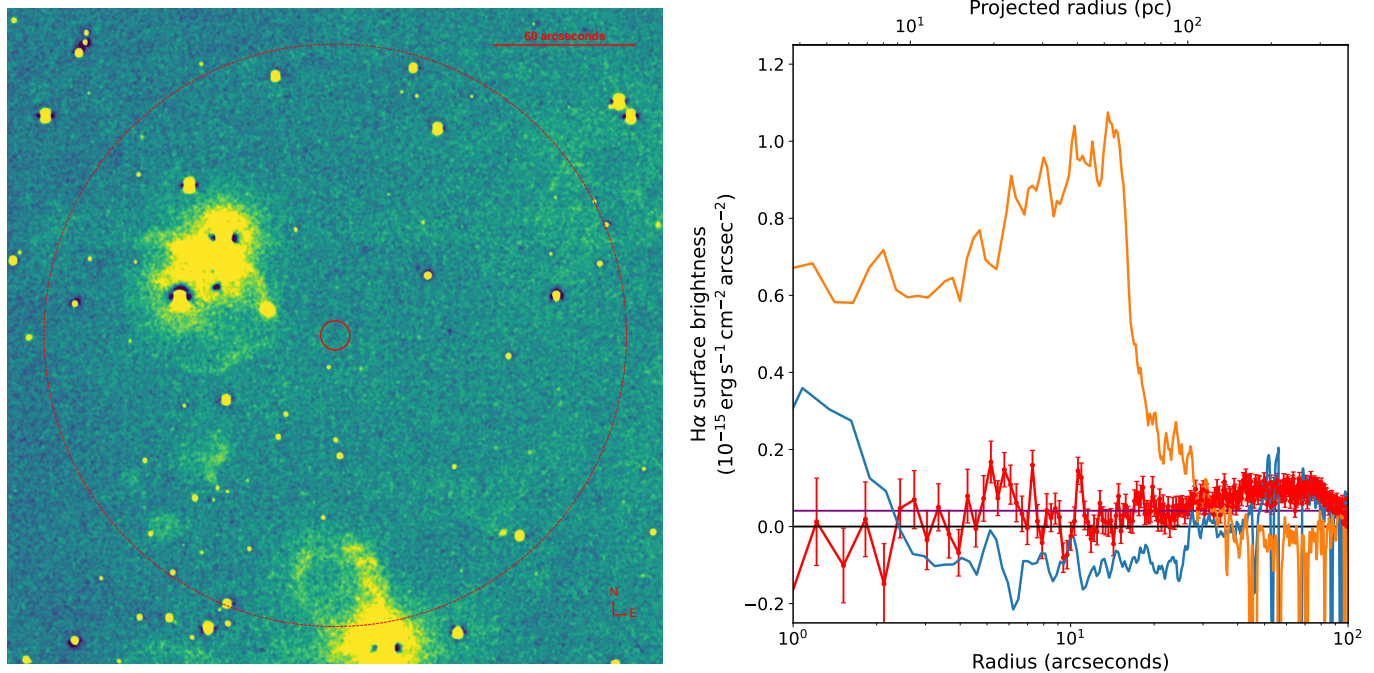 60 arcseconds
N
E
Projected radius (pc)
10¹ 10²
1.2
1.0
0.8
0.6
0.4
0.2
0.0
−0.2
Hα surface brightness
(10⁻¹⁵ erg s⁻¹ cm⁻² arcsec⁻²)
10⁰ 10¹ 10²
Radius (arcseconds)